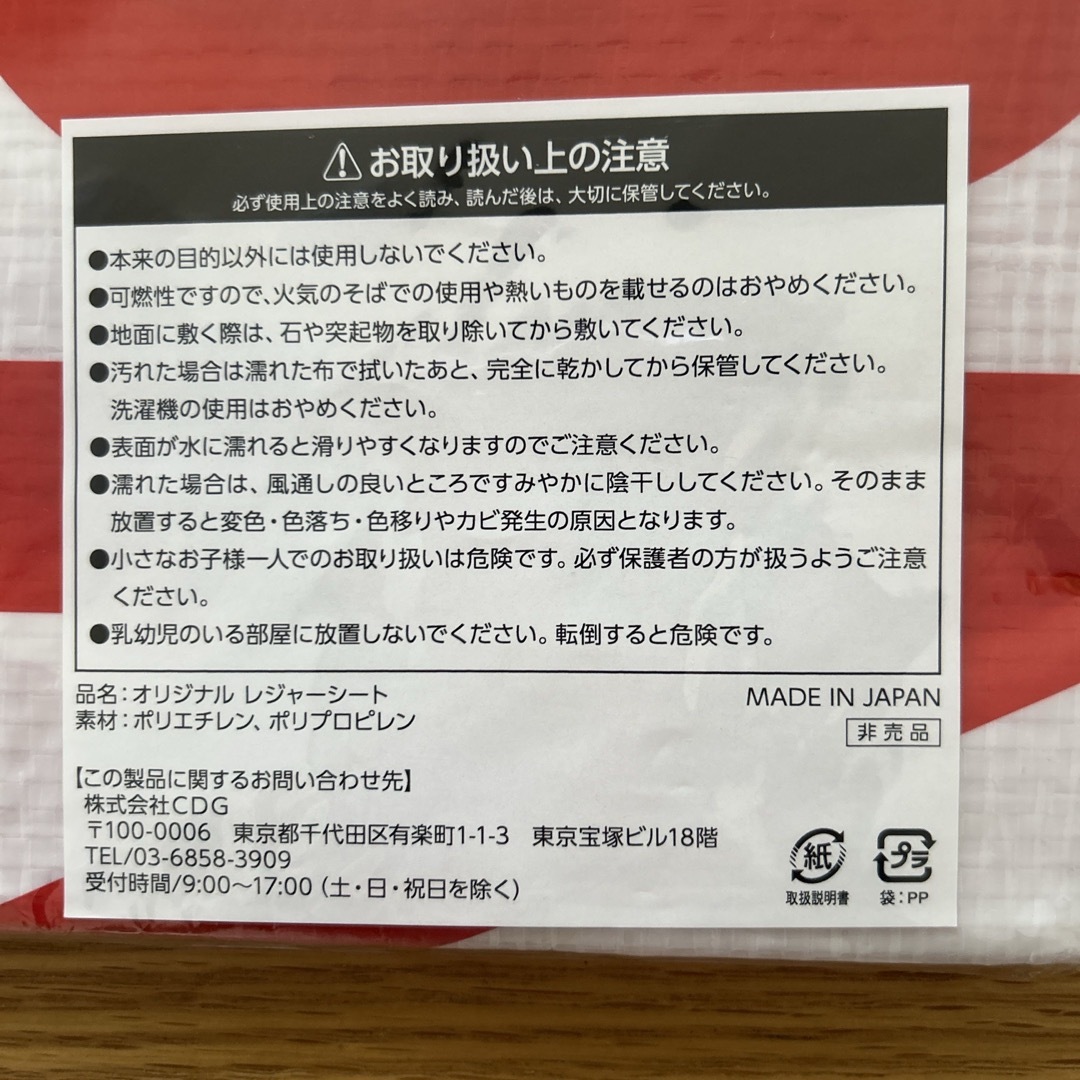 ⚠お取り扱い上の注意
必ず使用上の注意をよく読み、読んだ後は、大切に保管してください。
●本来の目的以外には使用しないでください。
●可燃性ですので、火気のそばでの使用や熱いものを載せるのはおやめください。
●地面に敷く際は、石や突起物を取り除いてから敷いてください。
●汚れた場合は濡れた布で拭いたあと、完全に乾かしてから保管してください。
洗濯機の使用はおやめください。
●表面が水に濡れると滑りやすくなりますのでご注意ください。
●濡れた場合は、風通しの良いところですみやかに陰干ししてください。そのまま
放置すると変色・色落ち・色移りやカビ発生の原因となります。
●小さなお子様一人でのお取り扱いは危険です。必ず保護者の方が扱うようご注意
ください。
●乳幼児のいる部屋に放置しないでください。転倒すると危険です。
品名：オリジナル レジャーシート
素材：ポリエチレン、ポリプロピレン
MADE IN JAPAN
非売品
【この製品に関するお問い合わせ先】
株式会社CDG
〒100-0006 東京都千代田区有楽町1-1-3 東京宝塚ビル18階
TEL/03-6858-3909
受付時間/9:00〜17:00（土・日・祝日を除く）
紙
取扱説明書
プラ
袋：PP